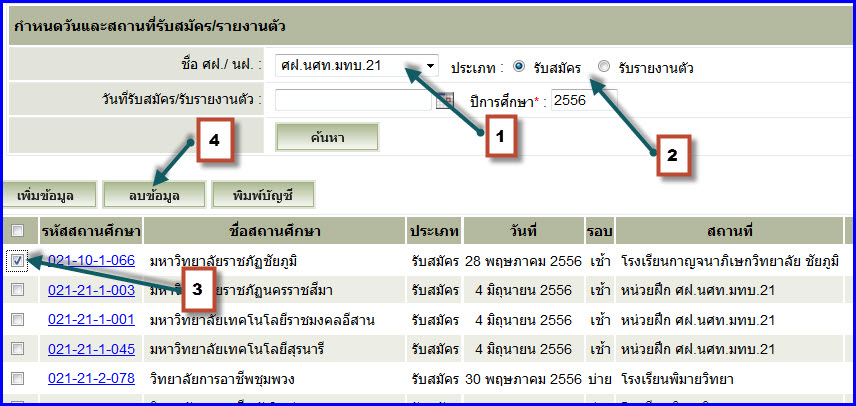 กำหนดวันและสถานที่รับสมัคร/รายงานตัว
ชื่อ ศฝ./ นฝ. : ศฝ.นศท.มทบ.21 ประเภท : รับสมัคร รับรายงานตัว
วันที่รับสมัคร/รับรายงานตัว : ปีการศึกษา* : 2556
1
2
ค้นหา
4
เพิ่มข้อมูล ลบข้อมูล พิมพ์บัญชี
รหัสสถานศึกษา ชื่อสถานศึกษา ประเภท วันที่ รอบ สถานที่
021-10-1-066 มหาวิทยาลัยราชภัฏชัยภูมิ รับสมัคร 28 พฤษภาคม 2556 เช้า โรงเรียนกาญจนาภิเษกวิทยาลัย ชัยภูมิ
3
021-21-1-003 มหาวิทยาลัยราชภัฏนครราชสีมา รับสมัคร 4 มิถุนายน 2556 เช้า หน่วยฝึก ศฝ.นศท.มทบ.21
021-21-1-001 มหาวิทยาลัยเทคโนโลยีราชมงคลอีสาน รับสมัคร 4 มิถุนายน 2556 เช้า หน่วยฝึก ศฝ.นศท.มทบ.21
021-21-1-045 มหาวิทยาลัยเทคโนโลยีสุรนารี รับสมัคร 4 มิถุนายน 2556 เช้า หน่วยฝึก ศฝ.นศท.มทบ.21
021-21-2-078 วิทยาลัยการอาชีพชุมพวง รับสมัคร 30 พฤษภาคม 2556 บ่าย โรงเรียนพิมายวิทยา